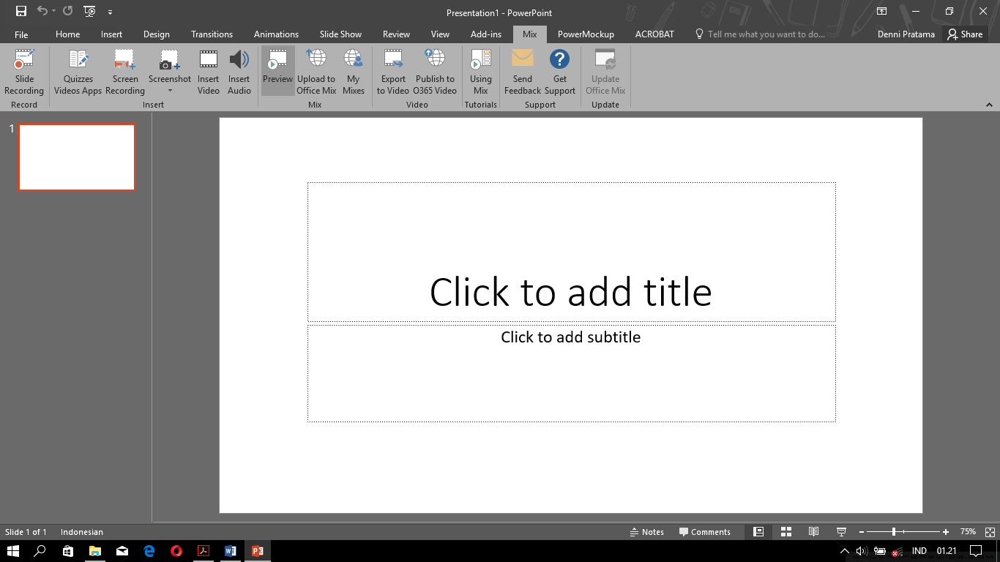 Presentation1 - PowerPoint
File Home Insert Design Transitions Animations Slide Show Review View Add-ins Mix PowerMockup ACROBAT Tell me what you want to do... Denni Pratama Share
Slide Recording
Quizzes Videos Apps
Screen Recording
Screenshot
Insert Video
Insert Audio
Preview
Upload to Office Mix
My Mixes
Export to Video
Publish to O365 Video
Using Mix
Send Feedback
Get Support
Update Office Mix
Record Insert Mix Video Tutorials Support Update
1
Click to add title
Click to add subtitle
Slide 1 of 1 Indonesian Notes Comments 75%
IND 01.21